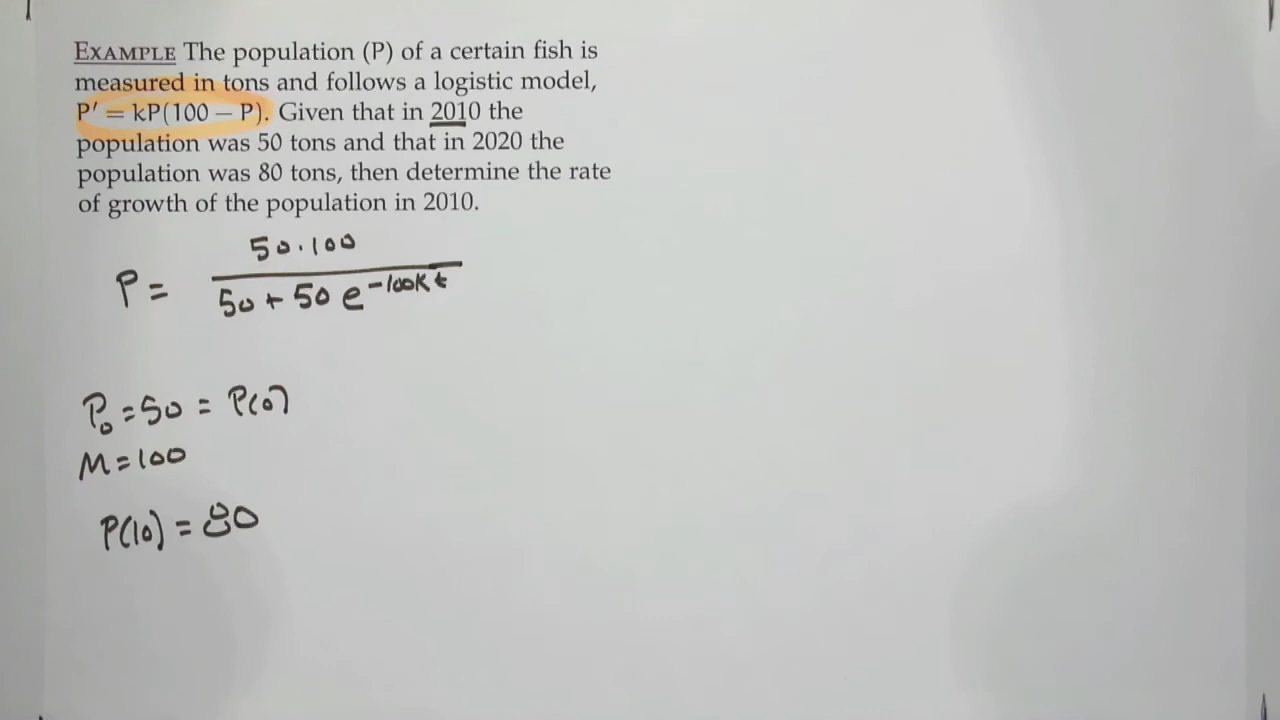 EXAMPLE The population (P) of a certain fish is
measured in tons and follows a logistic model,
P′ = kP(100 − P). Given that in 2010 the
population was 50 tons and that in 2020 the
population was 80 tons, then determine the rate
of growth of the population in 2010.
50·100
P =
50 + 50 e^{-100kt}
P₀ = 50 = P(0)
M = 100
P(10) = 80